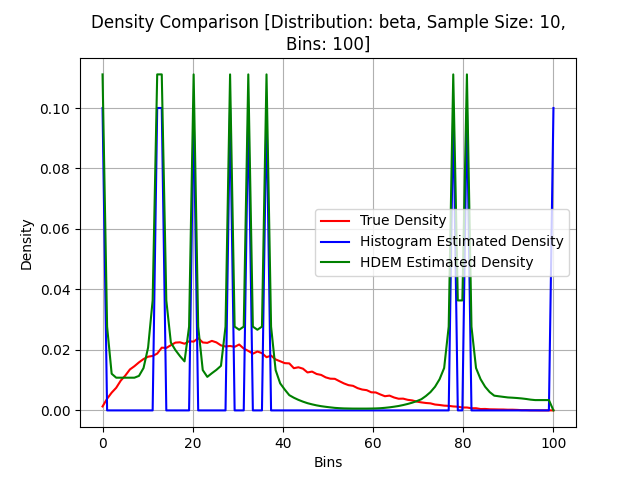 Density Comparison [Distribution: beta, Sample Size: 10,
Bins: 100]
Density
0.10
0.08
0.06
0.04
0.02
0.00
True Density
Histogram Estimated Density
HDEM Estimated Density
0 20 40 60 80 100
Bins